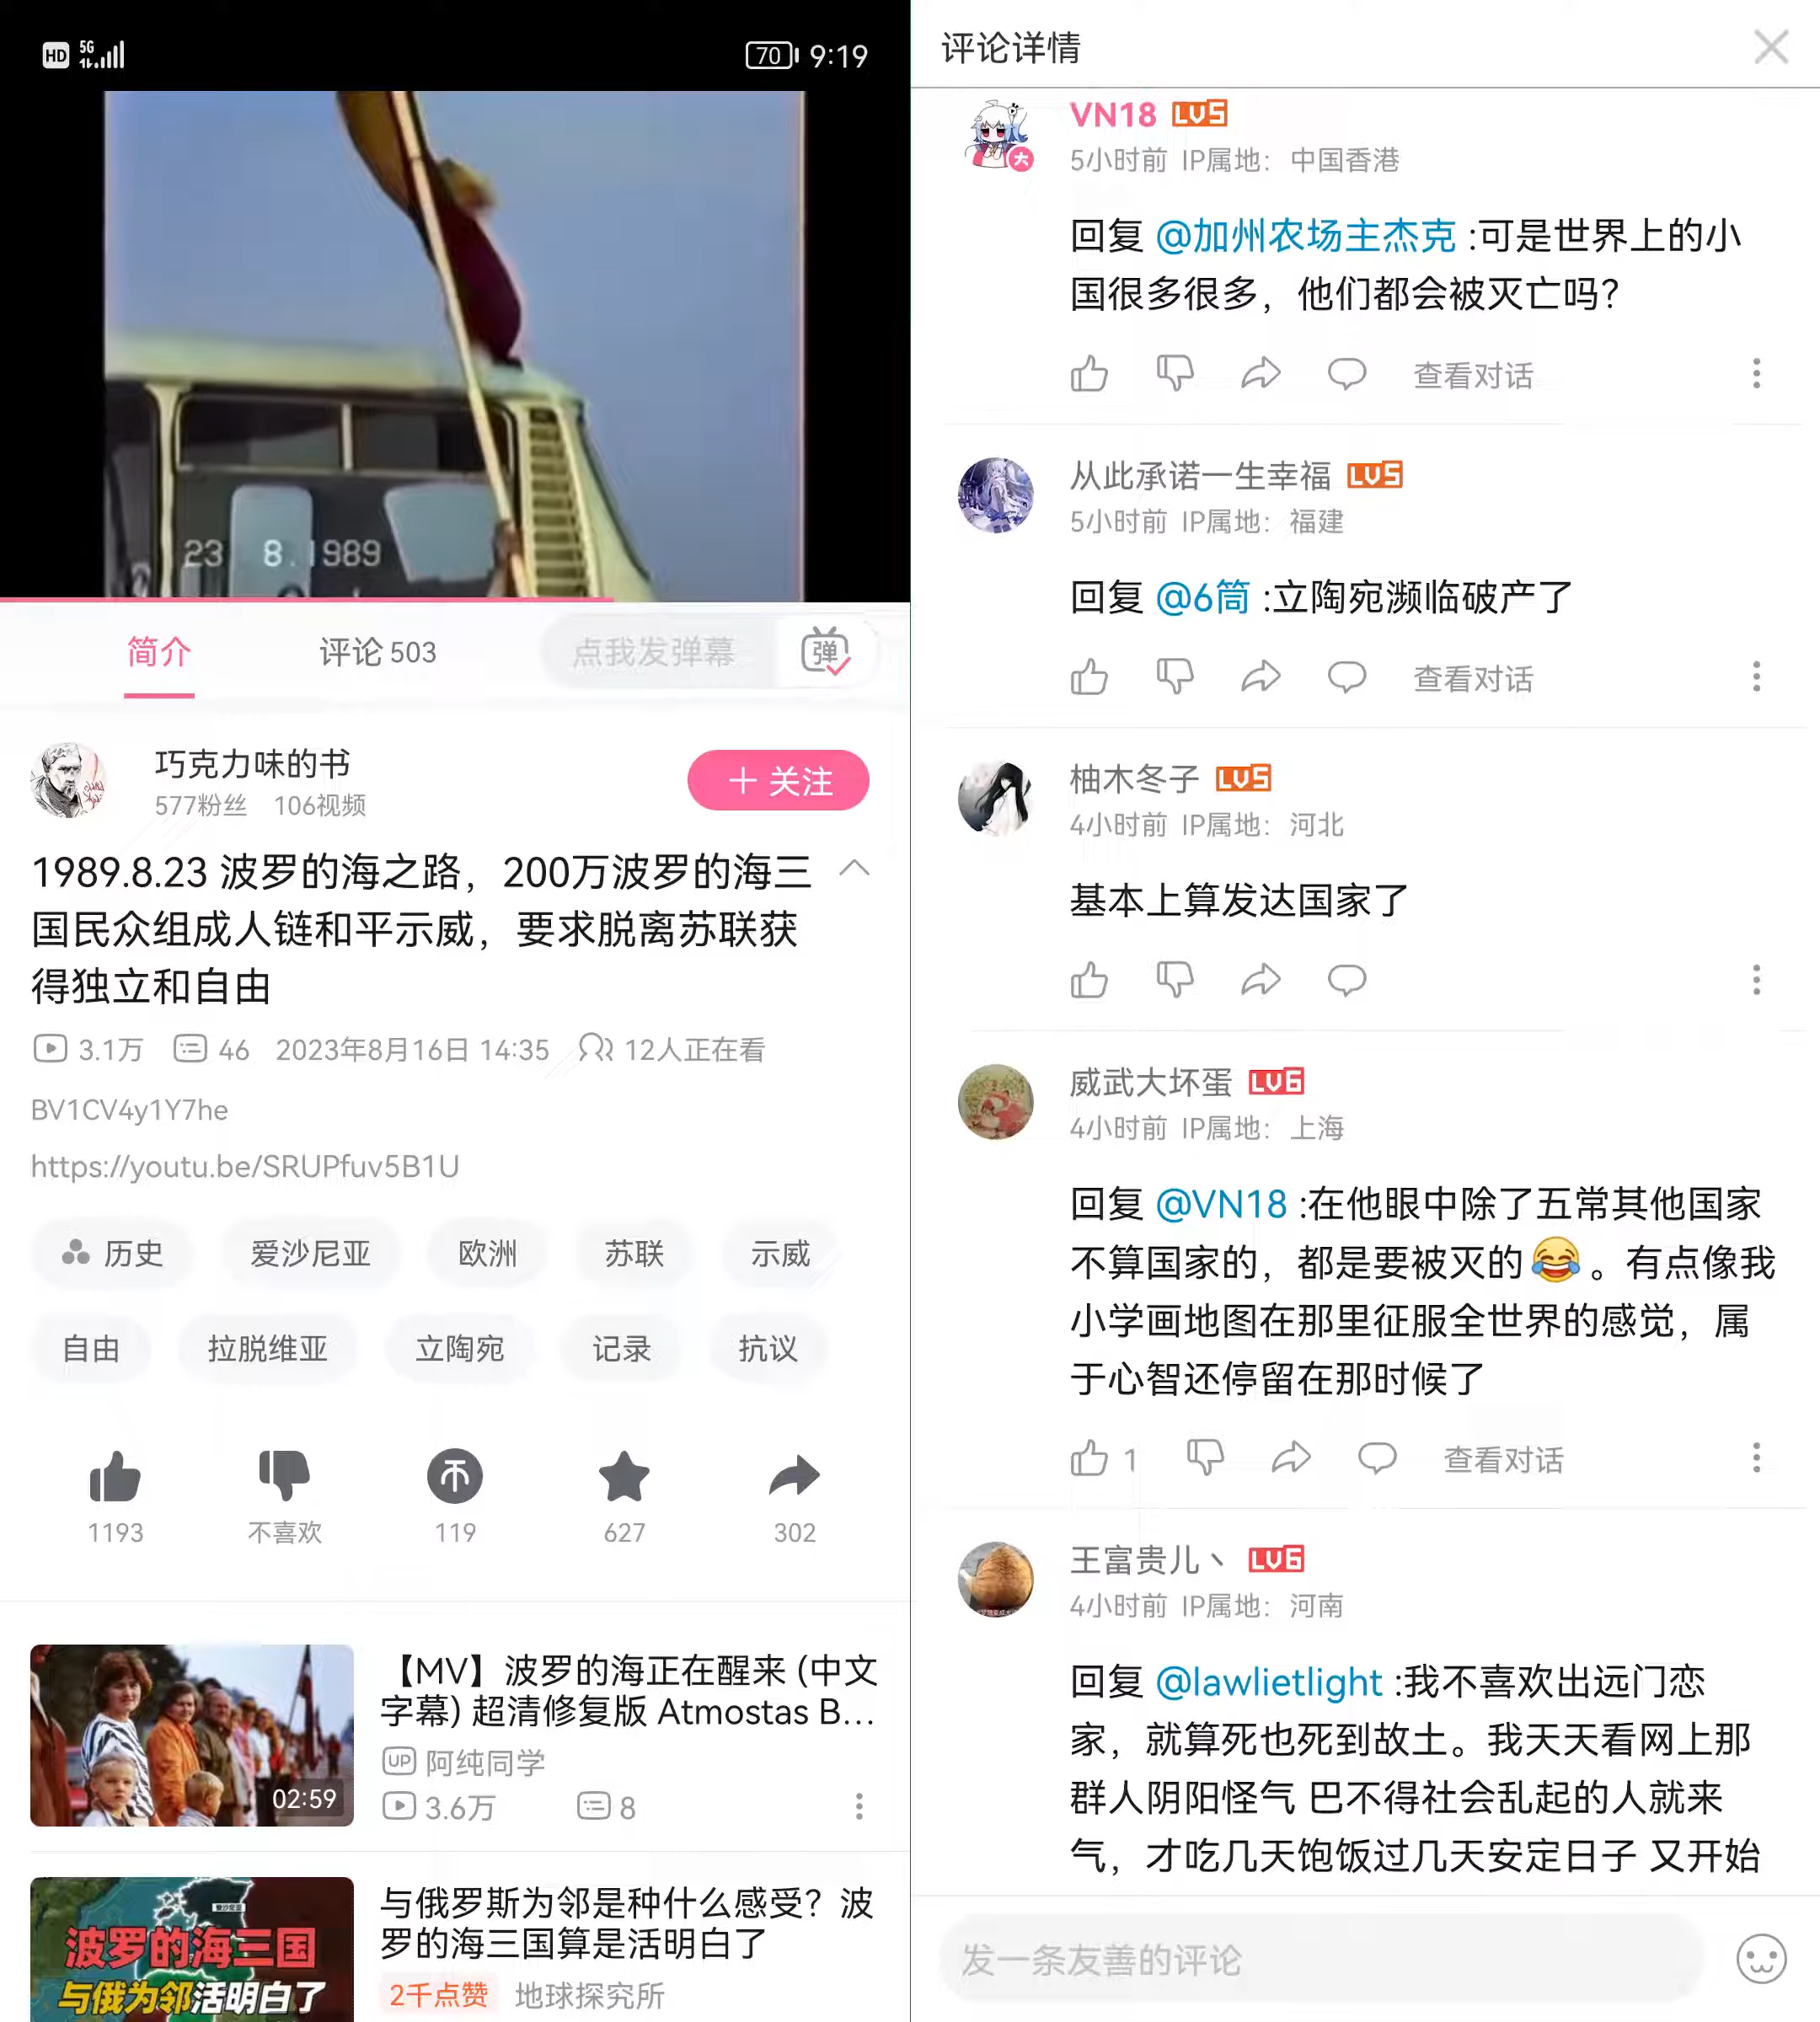 HD 5G 70 9:19
23 8.1989
简介 评论 503 点我发弹幕 弹
巧克力味的书
577粉丝 106视频
+ 关注
1989.8.23 波罗的海之路，200万波罗的海三
国民众组成人链和平示威，要求脱离苏联获
得独立和自由
3.1万 46 2023年8月16日 14:35 12人正在看
BV1CV4y1Y7he
https://youtu.be/SRUPfuv5B1U
历史 爱沙尼亚 欧洲 苏联 示威
自由 拉脱维亚 立陶宛 记录 抗议
1193 不喜欢 119 627 302
02:59
【MV】波罗的海正在醒来 (中文
字幕) 超清修复版 Atmostas B...
UP 阿纯同学
3.6万 8
波罗的海三国
与俄为邻活明白了
与俄罗斯为邻是种什么感受？波
罗的海三国算是活明白了
2千点赞 地球探究所
评论详情
VN18 LV5
大
5小时前 IP属地：中国香港
回复 @加州农场主杰克 :可是世界上的小
国很多很多，他们都会被灭亡吗？
查看对话
从此承诺一生幸福 LV5
5小时前 IP属地：福建
回复 @6筒 :立陶宛濒临破产了
查看对话
柚木冬子 LV5
4小时前 IP属地：河北
基本上算发达国家了
威武大坏蛋 LV6
4小时前 IP属地：上海
回复 @VN18 :在他眼中除了五常其他国家
不算国家的，都是要被灭的😂。有点像我
小学画地图在那里征服全世界的感觉，属
于心智还停留在那时候了
1 查看对话
王富贵儿丶 LV6
4小时前 IP属地：河南
回复 @lawlietlight :我不喜欢出远门恋
家，就算死也死到故土。我天天看网上那
群人阴阳怪气 巴不得社会乱起的人就来
气，才吃几天饱饭过几天安定日子 又开始
发一条友善的评论